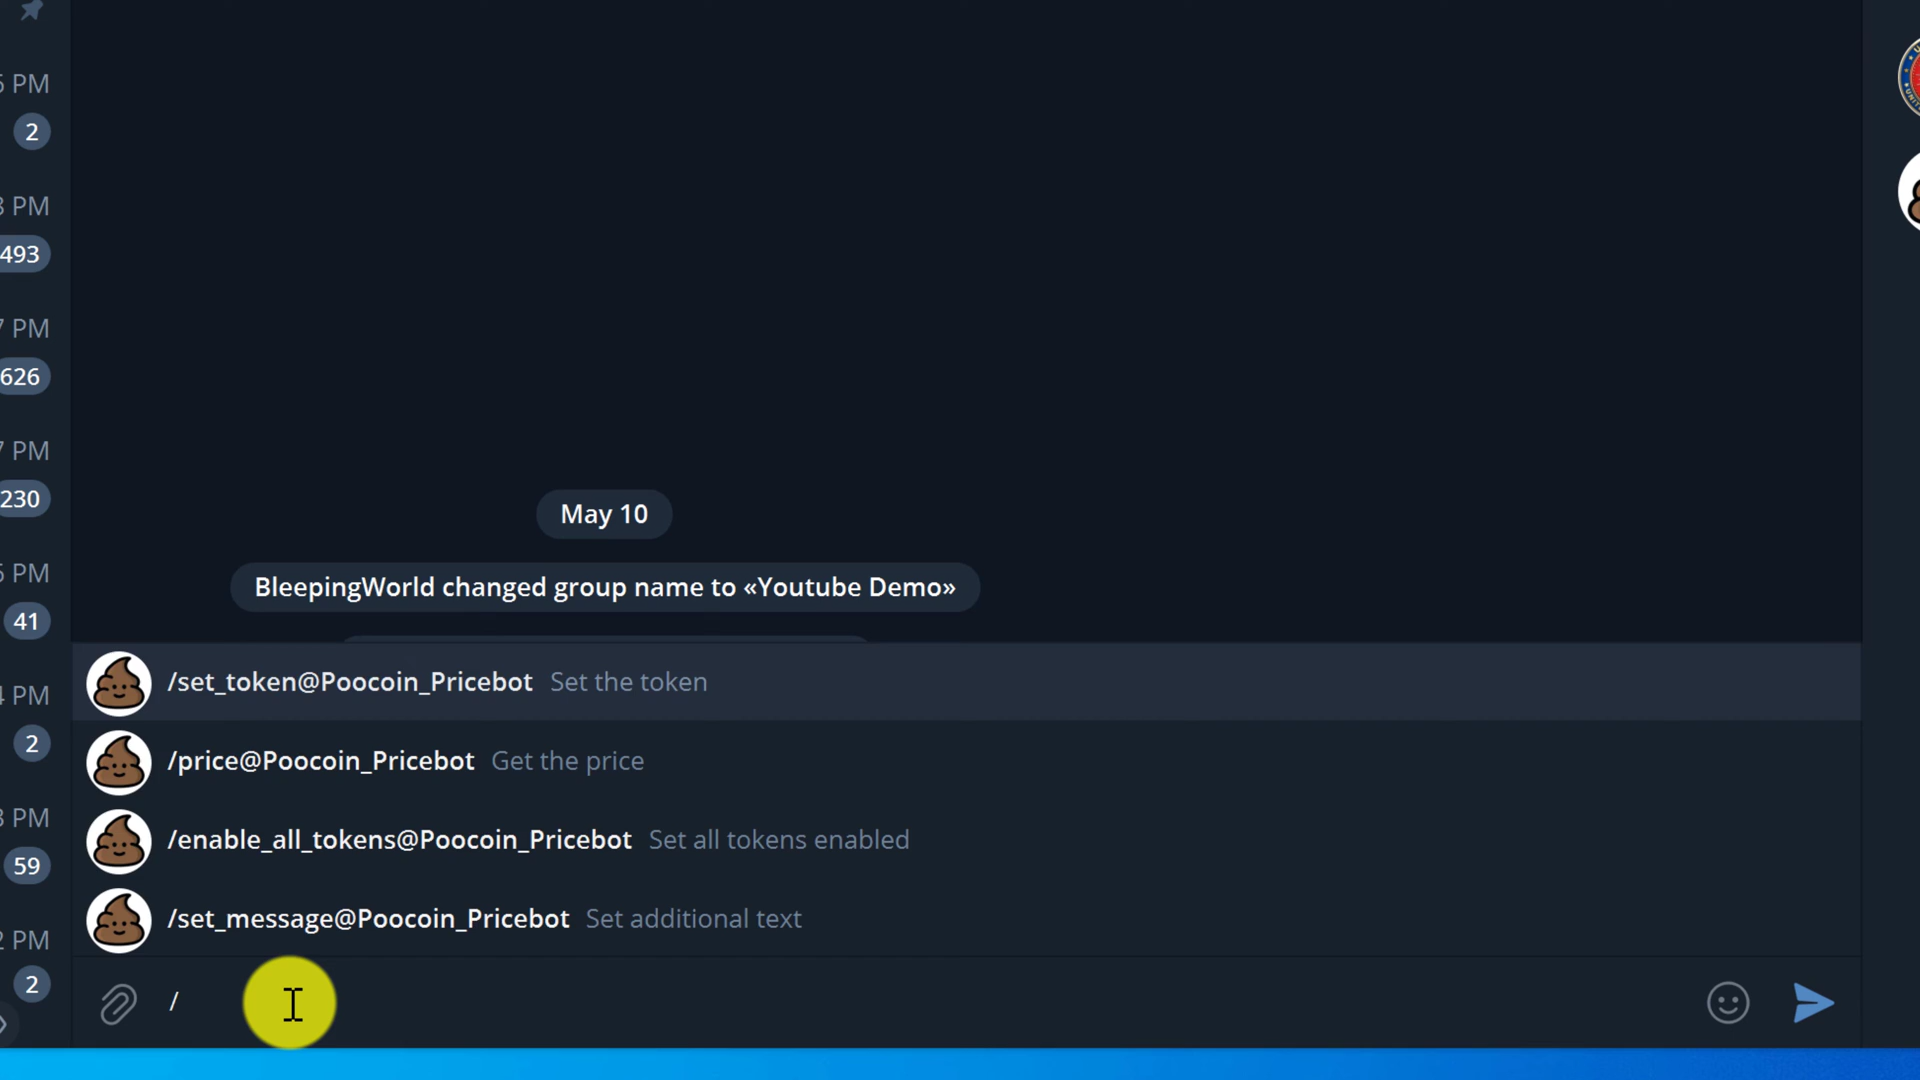 5 PM
2
8 PM
493
7 PM
626
7 PM
230
5 PM
41
4 PM
2
3 PM
59
2 PM
2
May 10
BleepingWorld changed group name to «Youtube Demo»
/set_token@Poocoin_Pricebot Set the token
/price@Poocoin_Pricebot Get the price
/enable_all_tokens@Poocoin_Pricebot Set all tokens enabled
/set_message@Poocoin_Pricebot Set additional text
/